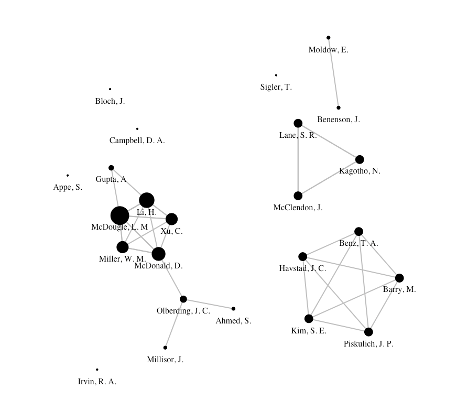 Moldow, E.
Sigler, T.
Bloch, J.
Benenson, J.
Lane, S. R.
Campbell, D. A.
Kagotho, N.
Gupta, A
Appe, S.
McClendon, J.
Li, H.
McDougle, L. M
Xu, C.
Benz, T. A.
Miller, W. M.
McDonald, D.
Havstad, J. C.
Barry, M.
Olberding, J. C.
Ahmed, S.
Kim, S. E.
Piskulich, J. P.
Millisor, J.
Irvin, R. A.